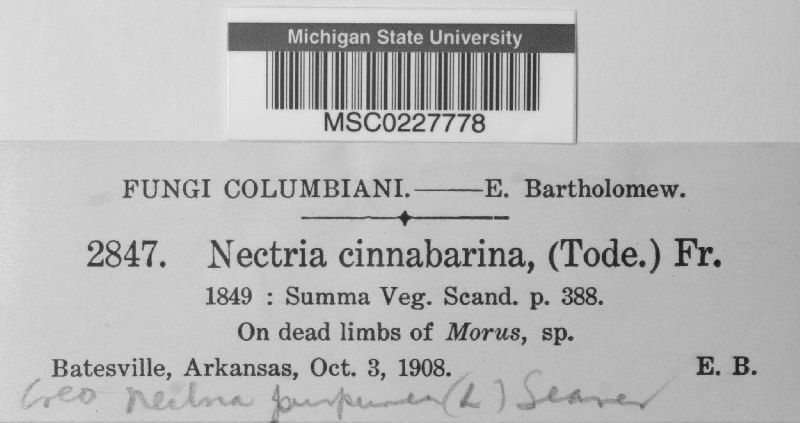 Michigan State University
MSC0227778
FUNGI COLUMBIANI.——E. Bartholomew.
2847. Nectria cinnabarina, (Tode.) Fr.
1849 : Summa Veg. Scand. p. 388.
On dead limbs of Morus, sp.
Batesville, Arkansas, Oct. 3, 1908. E. B.
Creo nectria purpurea (L) Seaver